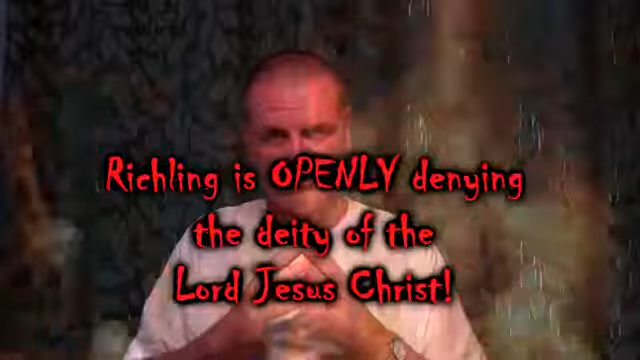 Richling is OPENLY denying
the deity of the
Lord Jesus Christ!